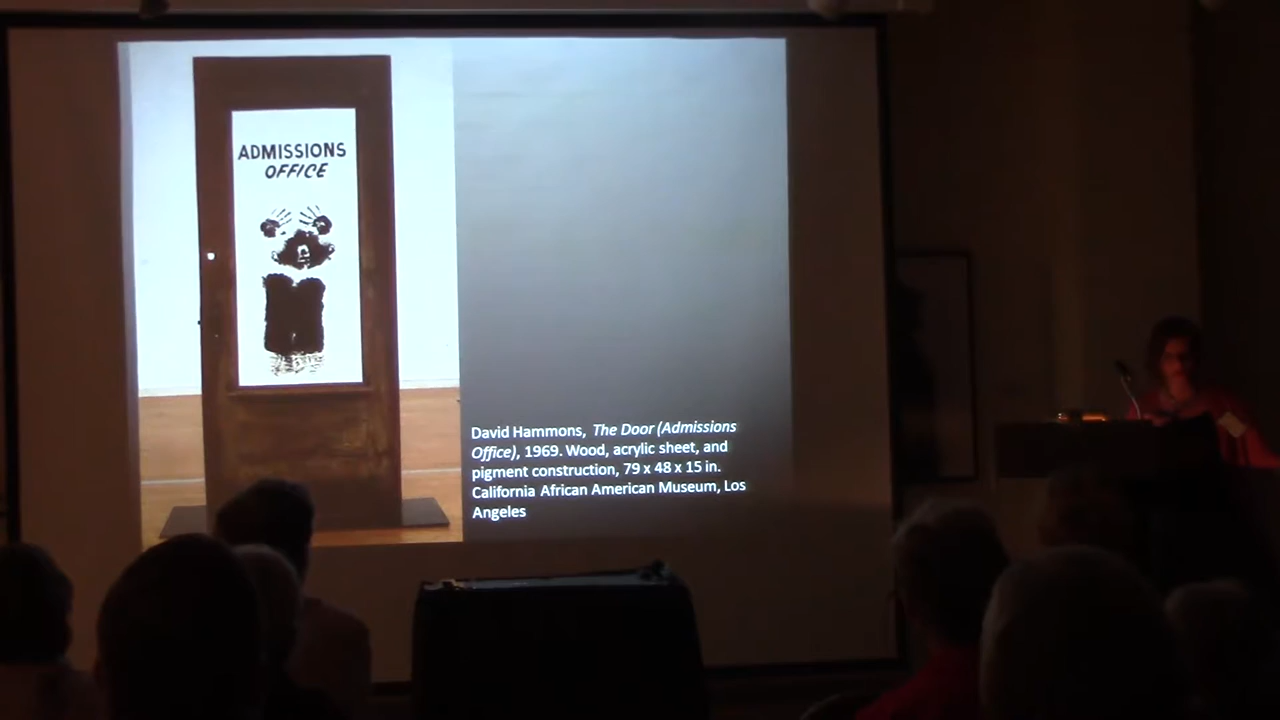 ADMISSIONS
OFFICE
David Hammons, The Door (Admissions
Office), 1969. Wood, acrylic sheet, and
pigment construction, 79 x 48 x 15 in.
California African American Museum, Los
Angeles